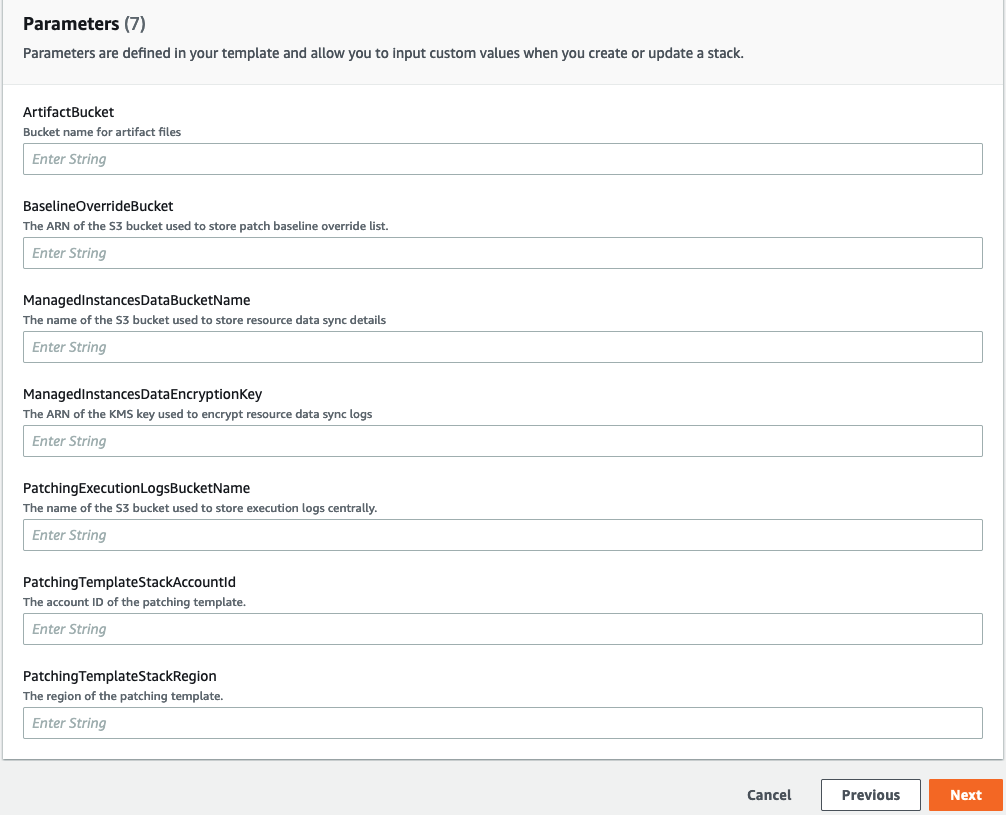 Parameters (7)
Parameters are defined in your template and allow you to input custom values when you create or update a stack.
ArtifactBucket
Bucket name for artifact files
Enter String
BaselineOverrideBucket
The ARN of the S3 bucket used to store patch baseline override list.
Enter String
ManagedInstancesDataBucketName
The name of the S3 bucket used to store resource data sync details
Enter String
ManagedInstancesDataEncryptionKey
The ARN of the KMS key used to encrypt resource data sync logs
Enter String
PatchingExecutionLogsBucketName
The name of the S3 bucket used to store execution logs centrally.
Enter String
PatchingTemplateStackAccountId
The account ID of the patching template.
Enter String
PatchingTemplateStackRegion
The region of the patching template.
Enter String
Cancel Previous Next